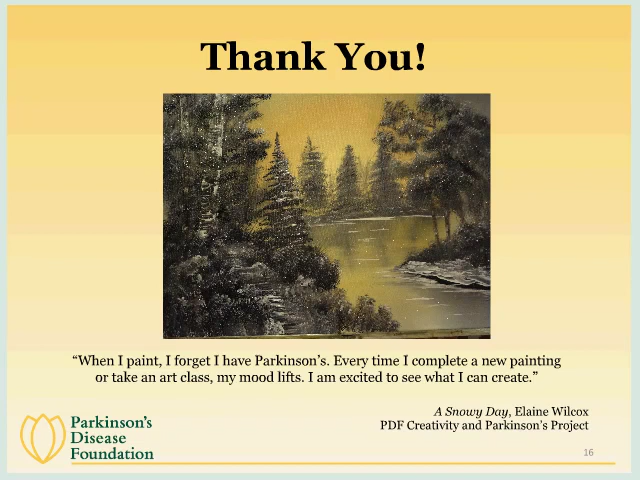 Thank You!
“When I paint, I forget I have Parkinson’s. Every time I complete a new painting
or take an art class, my mood lifts. I am excited to see what I can create.”
A Snowy Day, Elaine Wilcox
PDF Creativity and Parkinson’s Project
Parkinson’s
Disease
Foundation
16